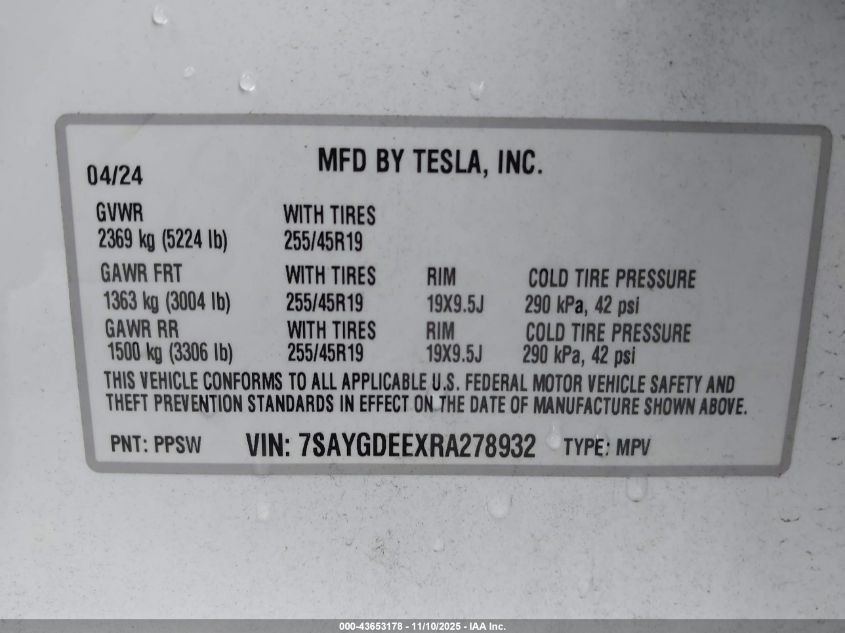 MFD BY TESLA, INC.
04/24
GVWR WITH TIRES
2369 kg (5224 lb) 255/45R19
GAWR FRT WITH TIRES RIM COLD TIRE PRESSURE
1363 kg (3004 lb) 255/45R19 19X9.5J 290 kPa, 42 psi
GAWR RR WITH TIRES RIM COLD TIRE PRESSURE
1500 kg (3306 lb) 255/45R19 19X9.5J 290 kPa, 42 psi
THIS VEHICLE CONFORMS TO ALL APPLICABLE U.S. FEDERAL MOTOR VEHICLE SAFETY AND
THEFT PREVENTION STANDARDS IN EFFECT ON THE DATE OF MANUFACTURE SHOWN ABOVE.
PNT: PPSW VIN: 7SAYGDEEXRA278932 TYPE: MPV
000-43653178 - 11/10/2025 - IAA Inc.